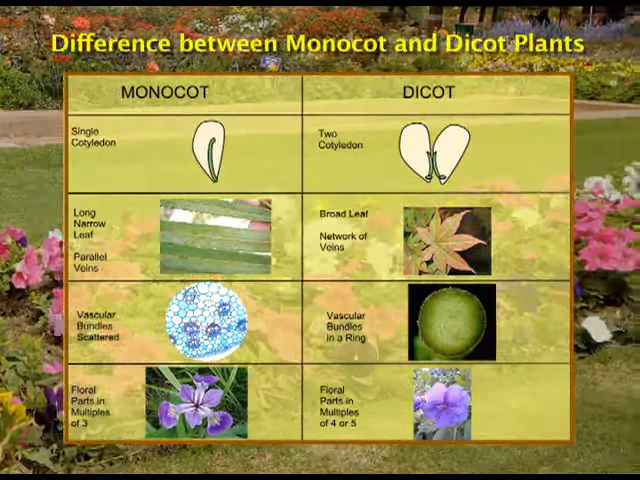 Difference between Monocot and Dicot Plants
MONOCOT
DICOT
Single
Cotyledon
Two
Cotyledon
Long
Narrow
Leaf
Parallel
Veins
Broad Leaf
Network of
Veins
Vascular
Bundles
Scattered
Vascular
Bundles
in a Ring
Floral
Parts in
Multiples
of 3
Floral
Parts in
Multiples
of 4 or 5